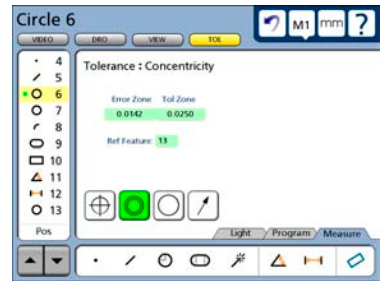 Circle 6
M1 mm ?
VIDEO DRO VIEW TOL
4
5
6
7
8
9
10
11
12
13
Pos
Tolerance : Concentricity
Error Zone Tol Zone
0.0142 0.0250
Ref Feature: 13
Light Program Measure